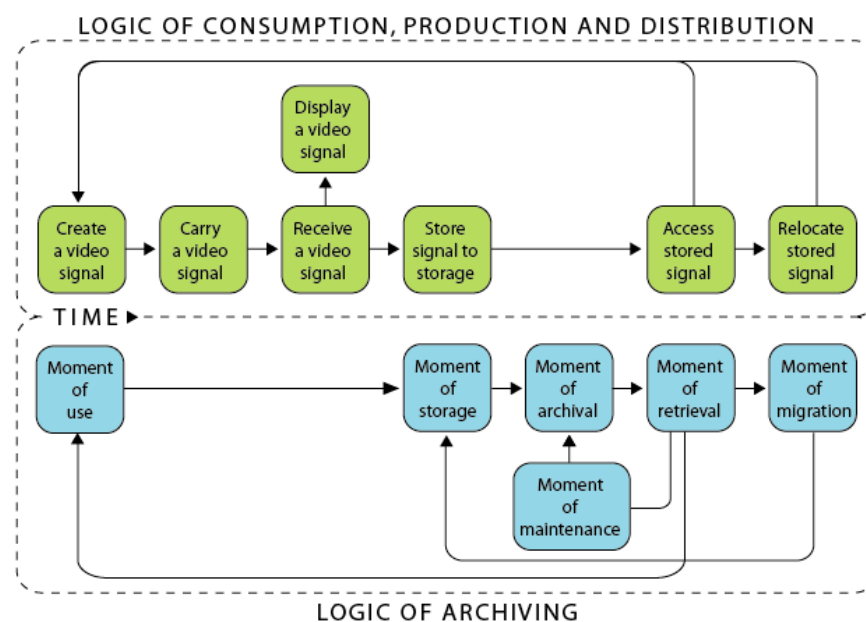 LOGIC OF CONSUMPTION, PRODUCTION AND DISTRIBUTION
Display
a video
signal
Create
a video
signal
Carry
a video
signal
Receive
a video
signal
Store
signal to
storage
Access
stored
signal
Relocate
stored
signal
TIME
Moment
of
use
Moment
of
storage
Moment
of
archival
Moment
of
retrieval
Moment
of
migration
Moment
of
maintenance
LOGIC OF ARCHIVING